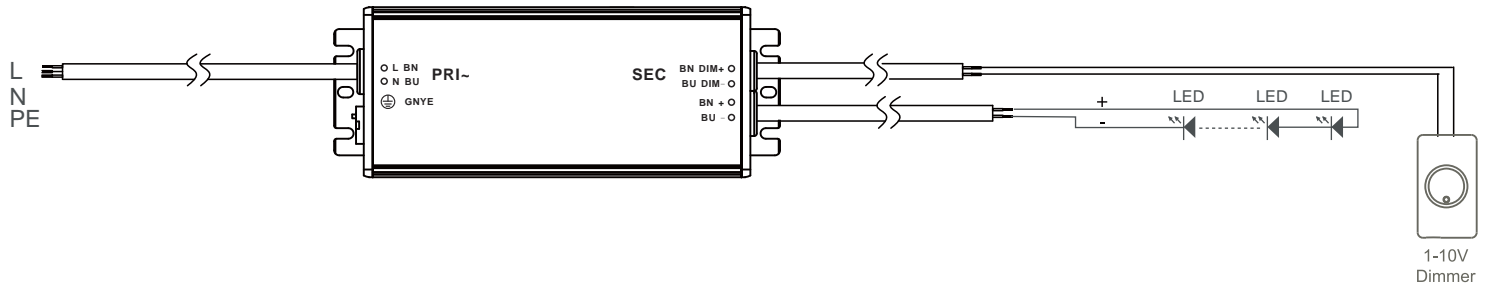 L
N
PE
L BN
N BU
GNYE
PRI~
SEC
BN DIM+
BU DIM-
BN +
BU -
+
-
LED
LED
LED
1-10V
Dimmer